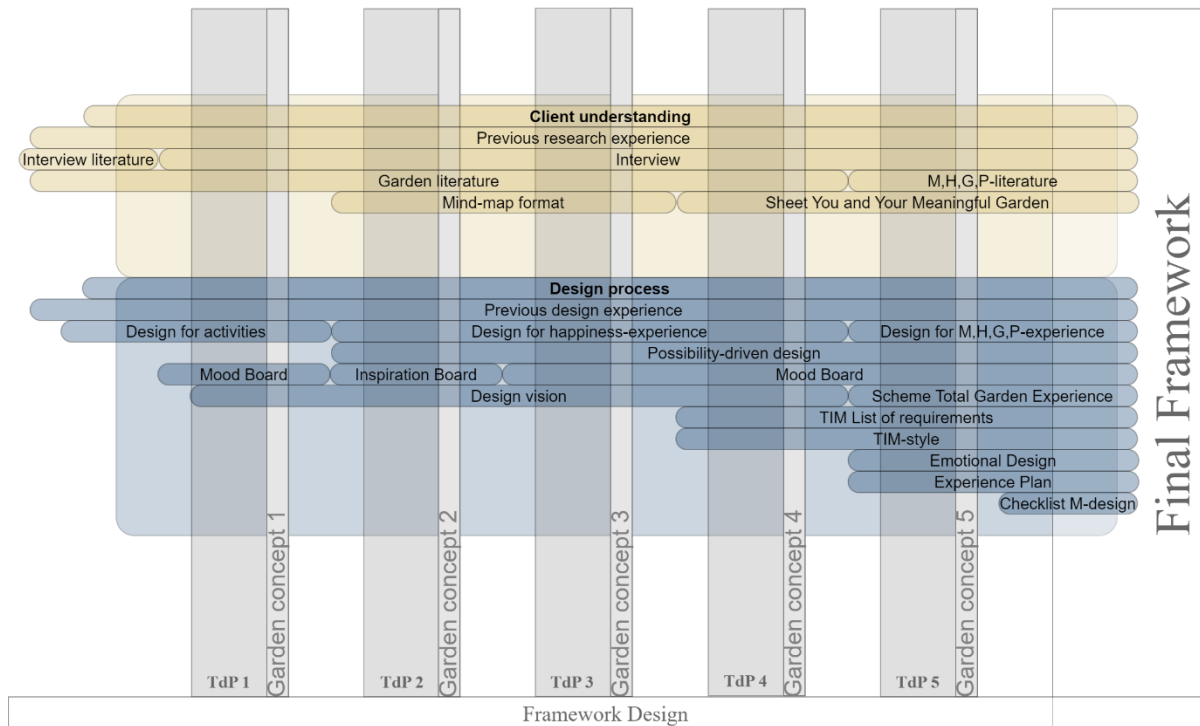 Client understanding
Previous research experience
Interview literature
Interview
Garden literature
M,H,G,P-literature
Mind-map format
Sheet You and Your Meaningful Garden
Design process
Previous design experience
Design for activities
Design for happiness-experience
Design for M,H,G,P-experience
Possibility-driven design
Mood Board
Inspiration Board
Mood Board
Design vision
Scheme Total Garden Experience
TIM List of requirements
TIM-style
Emotional Design
Experience Plan
Checklist M-design
TdP 1
Garden concept 1
TdP 2
Garden concept 2
TdP 3
Garden concept 3
TdP 4
Garden concept 4
TdP 5
Garden concept 5
Final Framework
Framework Design